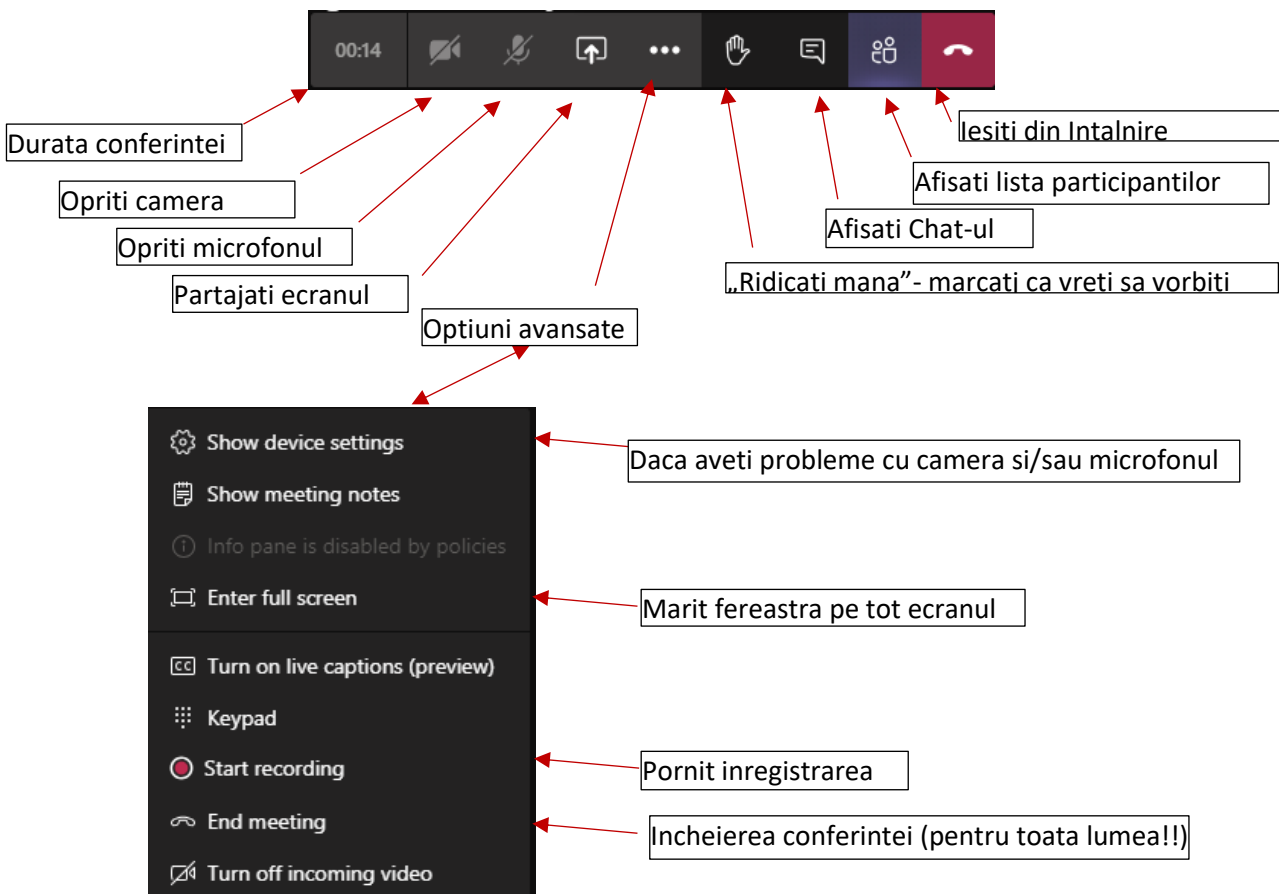 00:14
Durata conferintei
Iesiti din Intalnire
Opriti camera
Afisati lista participantilor
Opriti microfonul
Afisati Chat-ul
Partajati ecranul
„Ridicati mana”- marcati ca vreti sa vorbiti
Optiuni avansate
Show device settings
Daca aveti probleme cu camera si/sau microfonul
Show meeting notes
Info pane is disabled by policies
Enter full screen
Marit fereastra pe tot ecranul
CC Turn on live captions (preview)
Keypad
Start recording
Pornit inregistrarea
End meeting
Incheierea conferintei (pentru toata lumea!!)
Turn off incoming video